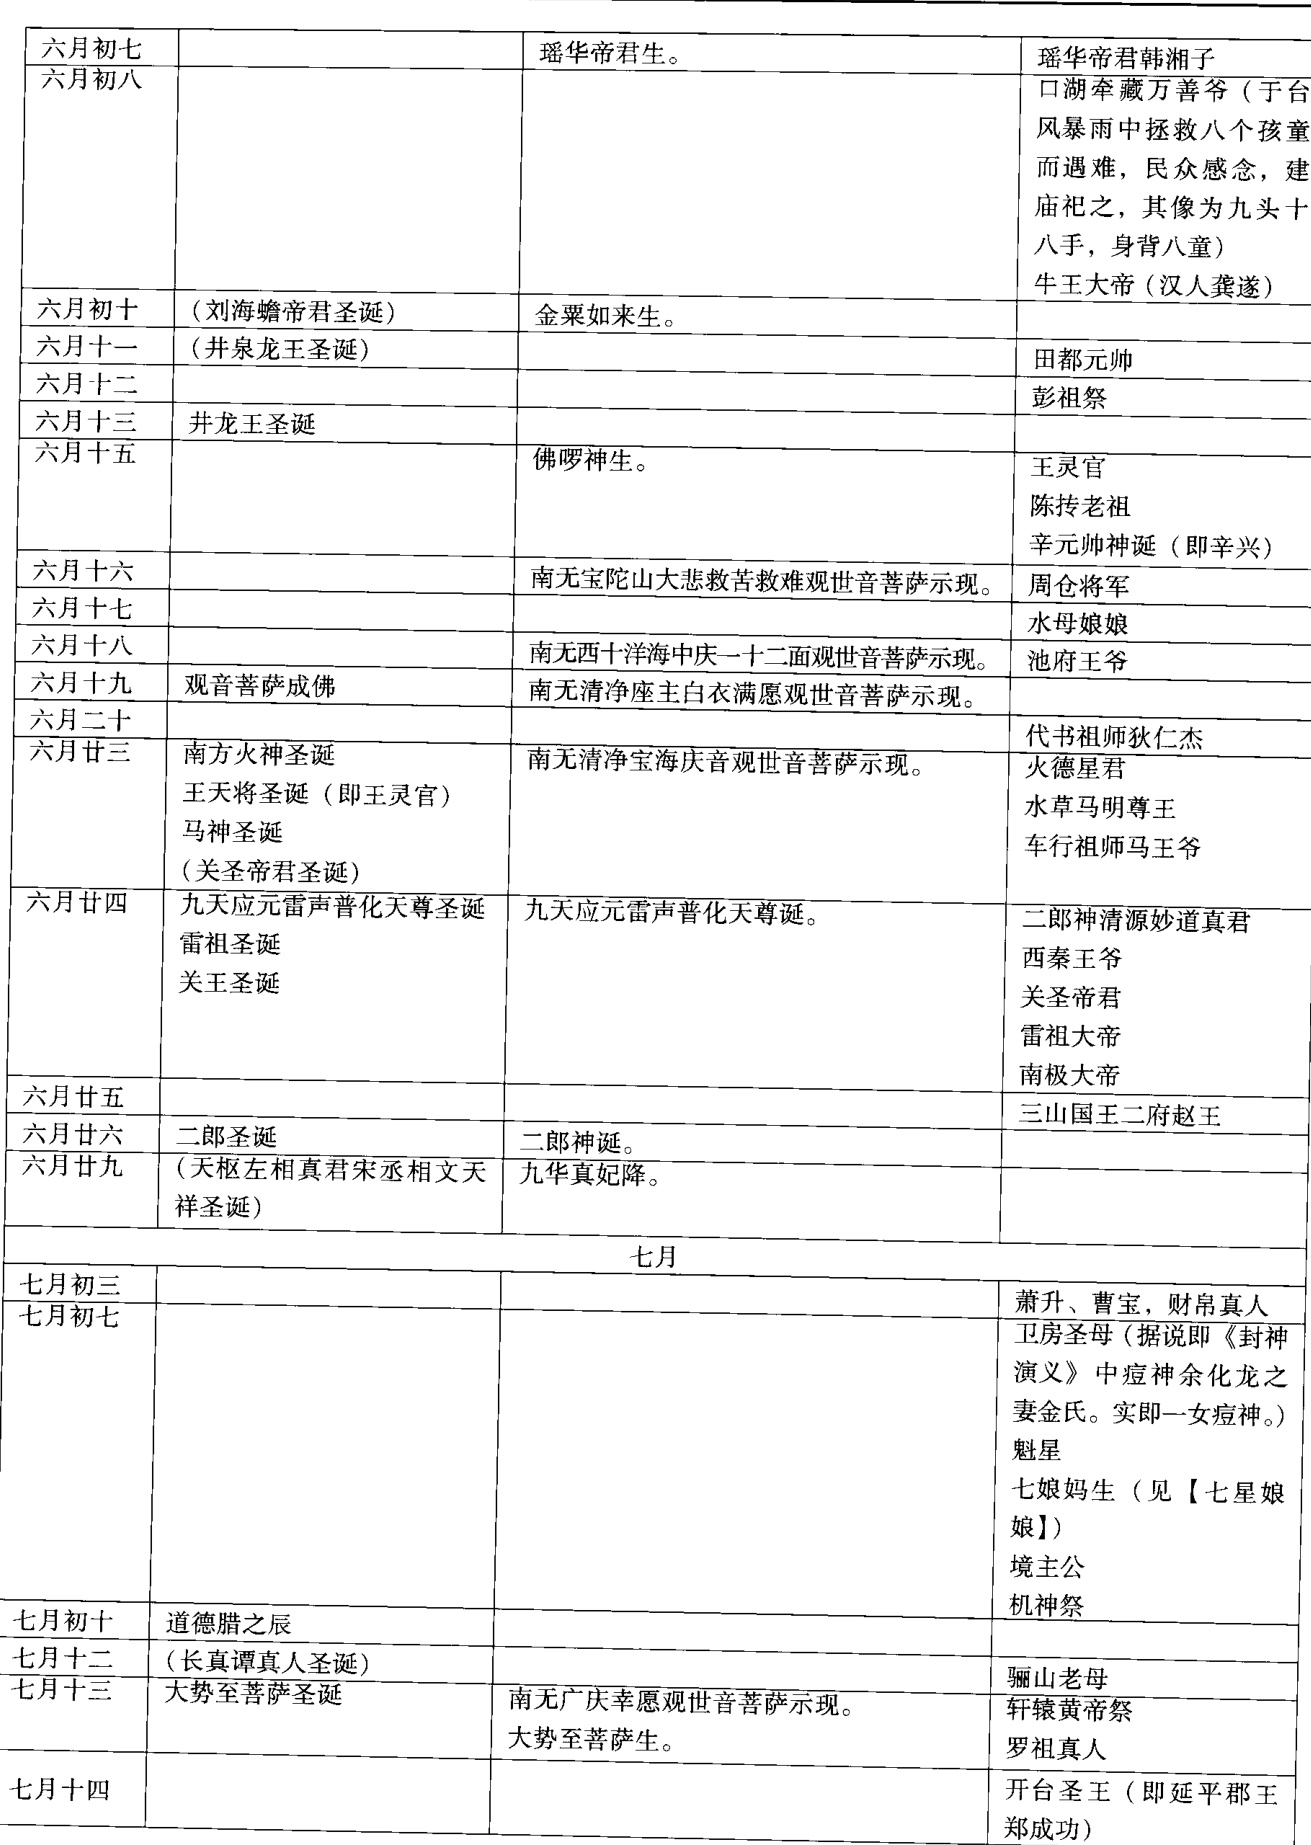 六月初七 瑶华帝君生。 瑶华帝君韩湘子
六月初八 口湖牵藏万善爷（于台
风暴雨中拯救八个孩童
而遇难，民众感念，建
庙祀之，其像为九头十
八手，身背八童）
牛王大帝（汉人龚遂）
六月初十 （刘海蟾帝君圣诞） 金粟如来生。
六月十一 （井泉龙王圣诞） 田都元帅
六月十二 彭祖祭
六月十三 井龙王圣诞
六月十五 佛啰神生。 王灵官
陈抟老祖
辛元帅神诞（即辛兴）
六月十六 南无宝陀山大悲救苦救难观世音菩萨示现。 周仓将军
六月十七 水母娘娘
六月十八 南无西十洋海中庆一十二面观世音菩萨示现。 池府王爷
六月十九 观音菩萨成佛 南无清净座主白衣满愿观世音菩萨示现。
六月二十 代书祖师狄仁杰
六月廿三 南方火神圣诞 南无清净宝海庆音观世音菩萨示现。 火德星君
王天将圣诞（即王灵官） 水草马明尊王
马神圣诞 车行祖师马王爷
（关圣帝君圣诞）
六月廿四 九天应元雷声普化天尊圣诞 九天应元雷声普化天尊诞。 二郎神清源妙道真君
雷祖圣诞 西秦王爷
关王圣诞 关圣帝君
雷祖大帝
南极大帝
六月廿五 三山国王二府赵王
六月廿六 二郎圣诞 二郎神诞。
六月廿九 （天枢左相真君宋丞相文天 九华真妃降。
祥圣诞）
七月
七月初三 萧升、曹宝，财帛真人
七月初七 卫房圣母（据说即《封神
演义》中痘神余化龙之
妻金氏。实即一女痘神。）
魁星
七娘妈生（见【七星娘
娘】）
境主公
机神祭
七月初十 道德腊之辰
七月十二 （长真谭真人圣诞） 骊山老母
七月十三 大势至菩萨圣诞 南无广庆幸愿观世音菩萨示现。 轩辕黄帝祭
大势至菩萨生。 罗祖真人
七月十四 开台圣王（即延平郡王
郑成功）